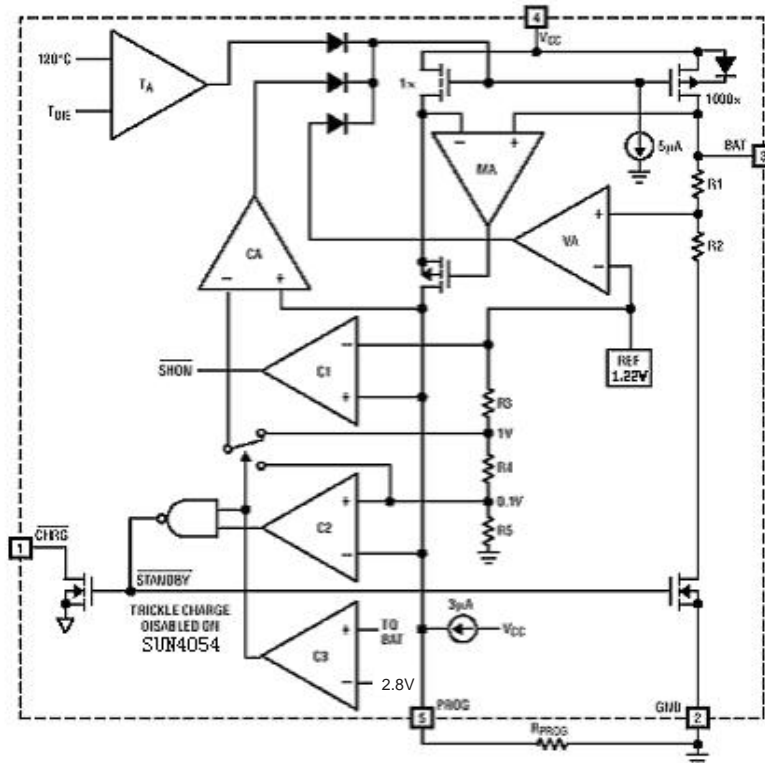 4
VCC
120°C
TA
TDIE
1x
1000x
5µA
BAT
3
MA
R1
VA
R2
CA
REF
1.22V
SHDN
C1
R3
1V
R4
0.1V
C2
R5
CHRG
1
STANDBY
TRICKLE CHARGE
DISABLED ON
SUN4054
3µA
VCC
C3
TO
BAT
2.8V
5
PROG
GND
2
RPROG